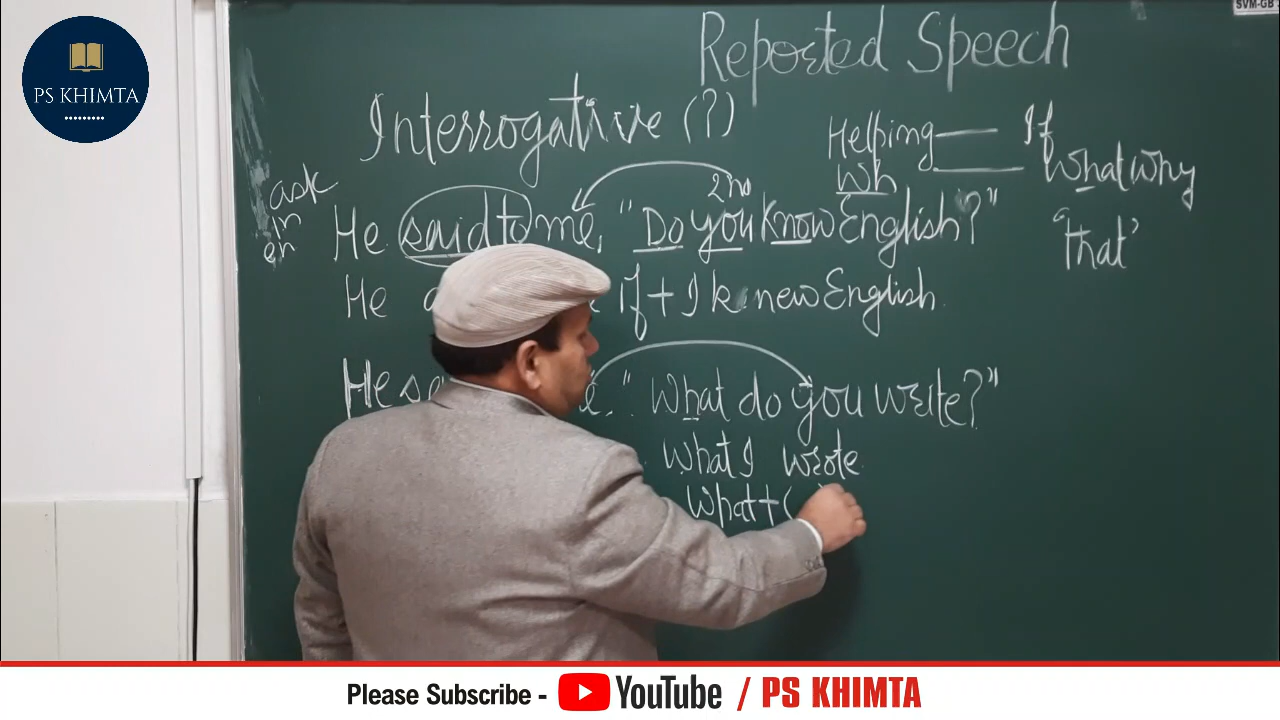 SVM-GB
PS KHIMTA
Reported Speech
Interrogative (?)
Helping — If
Wh — What why
'that'
ask
in
en
2nd
He said to me, "Do you know English?"
He if + I knew English.
He "What do you write?"
What I wrote
What + (
Please Subscribe - YouTube / PS KHIMTA